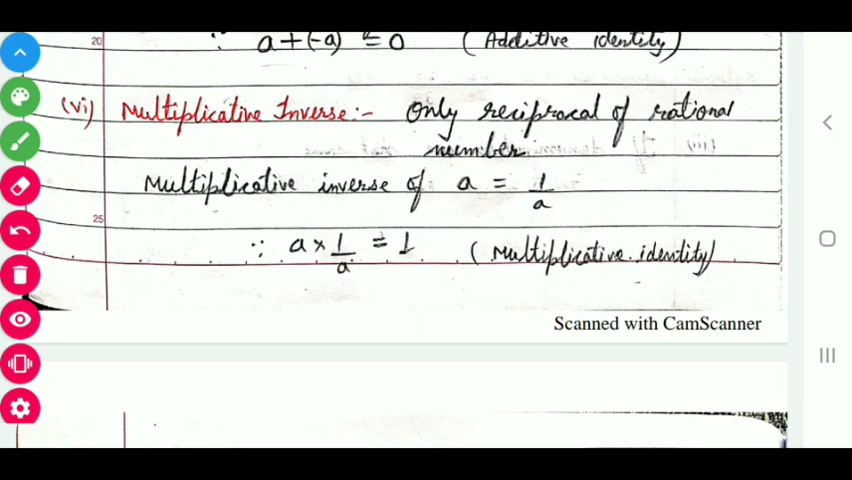 20
∵ a+(-a) = 0 (Additive identity)
(vi) Multiplicative Inverse:- Only reciprocal of rational
number
Multiplicative inverse of a = 1/a
25
∵ a × 1/a = 1 (Multiplicative identity)
Scanned with CamScanner